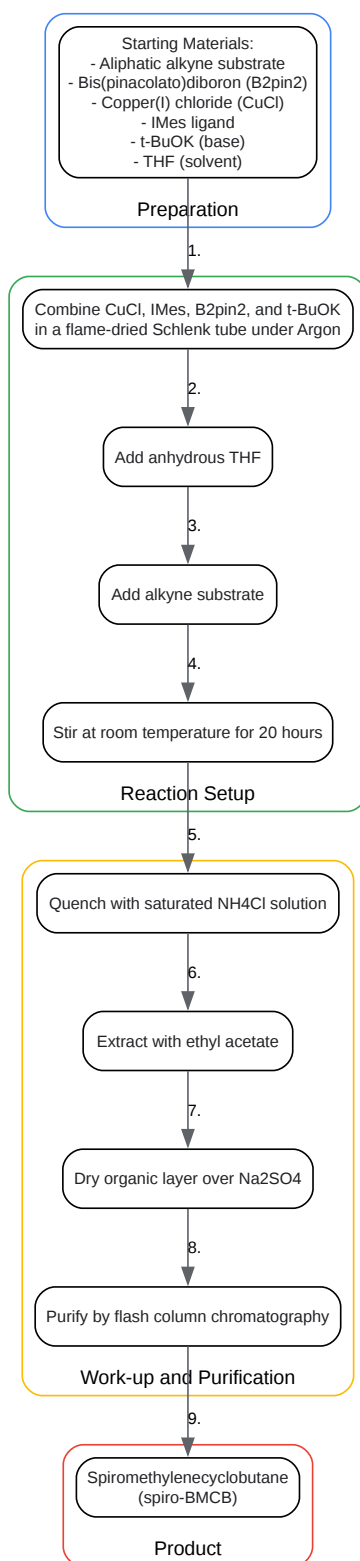 Starting Materials:
- Aliphatic alkyne substrate
- Bis(pinacolato)diboron (B2pin2)
- Copper(I) chloride (CuCl)
- IMes ligand
- t-BuOK (base)
- THF (solvent)
Preparation
1.
Combine CuCl, IMes, B2pin2, and t-BuOK
in a flame-dried Schlenk tube under Argon
2.
Add anhydrous THF
3.
Add alkyne substrate
4.
Stir at room temperature for 20 hours
Reaction Setup
5.
Quench with saturated NH4Cl solution
6.
Extract with ethyl acetate
7.
Dry organic layer over Na2SO4
8.
Purify by flash column chromatography
Work-up and Purification
9.
Spiromethylenecyclobutane
(spiro-BMCB)
Product